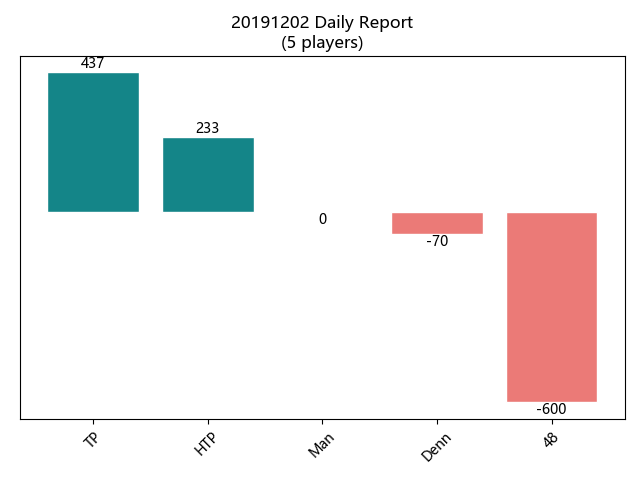 20191202 Daily Report
(5 players)
437
233
0
-70
-600
TP
HTP
Man
Denn
48